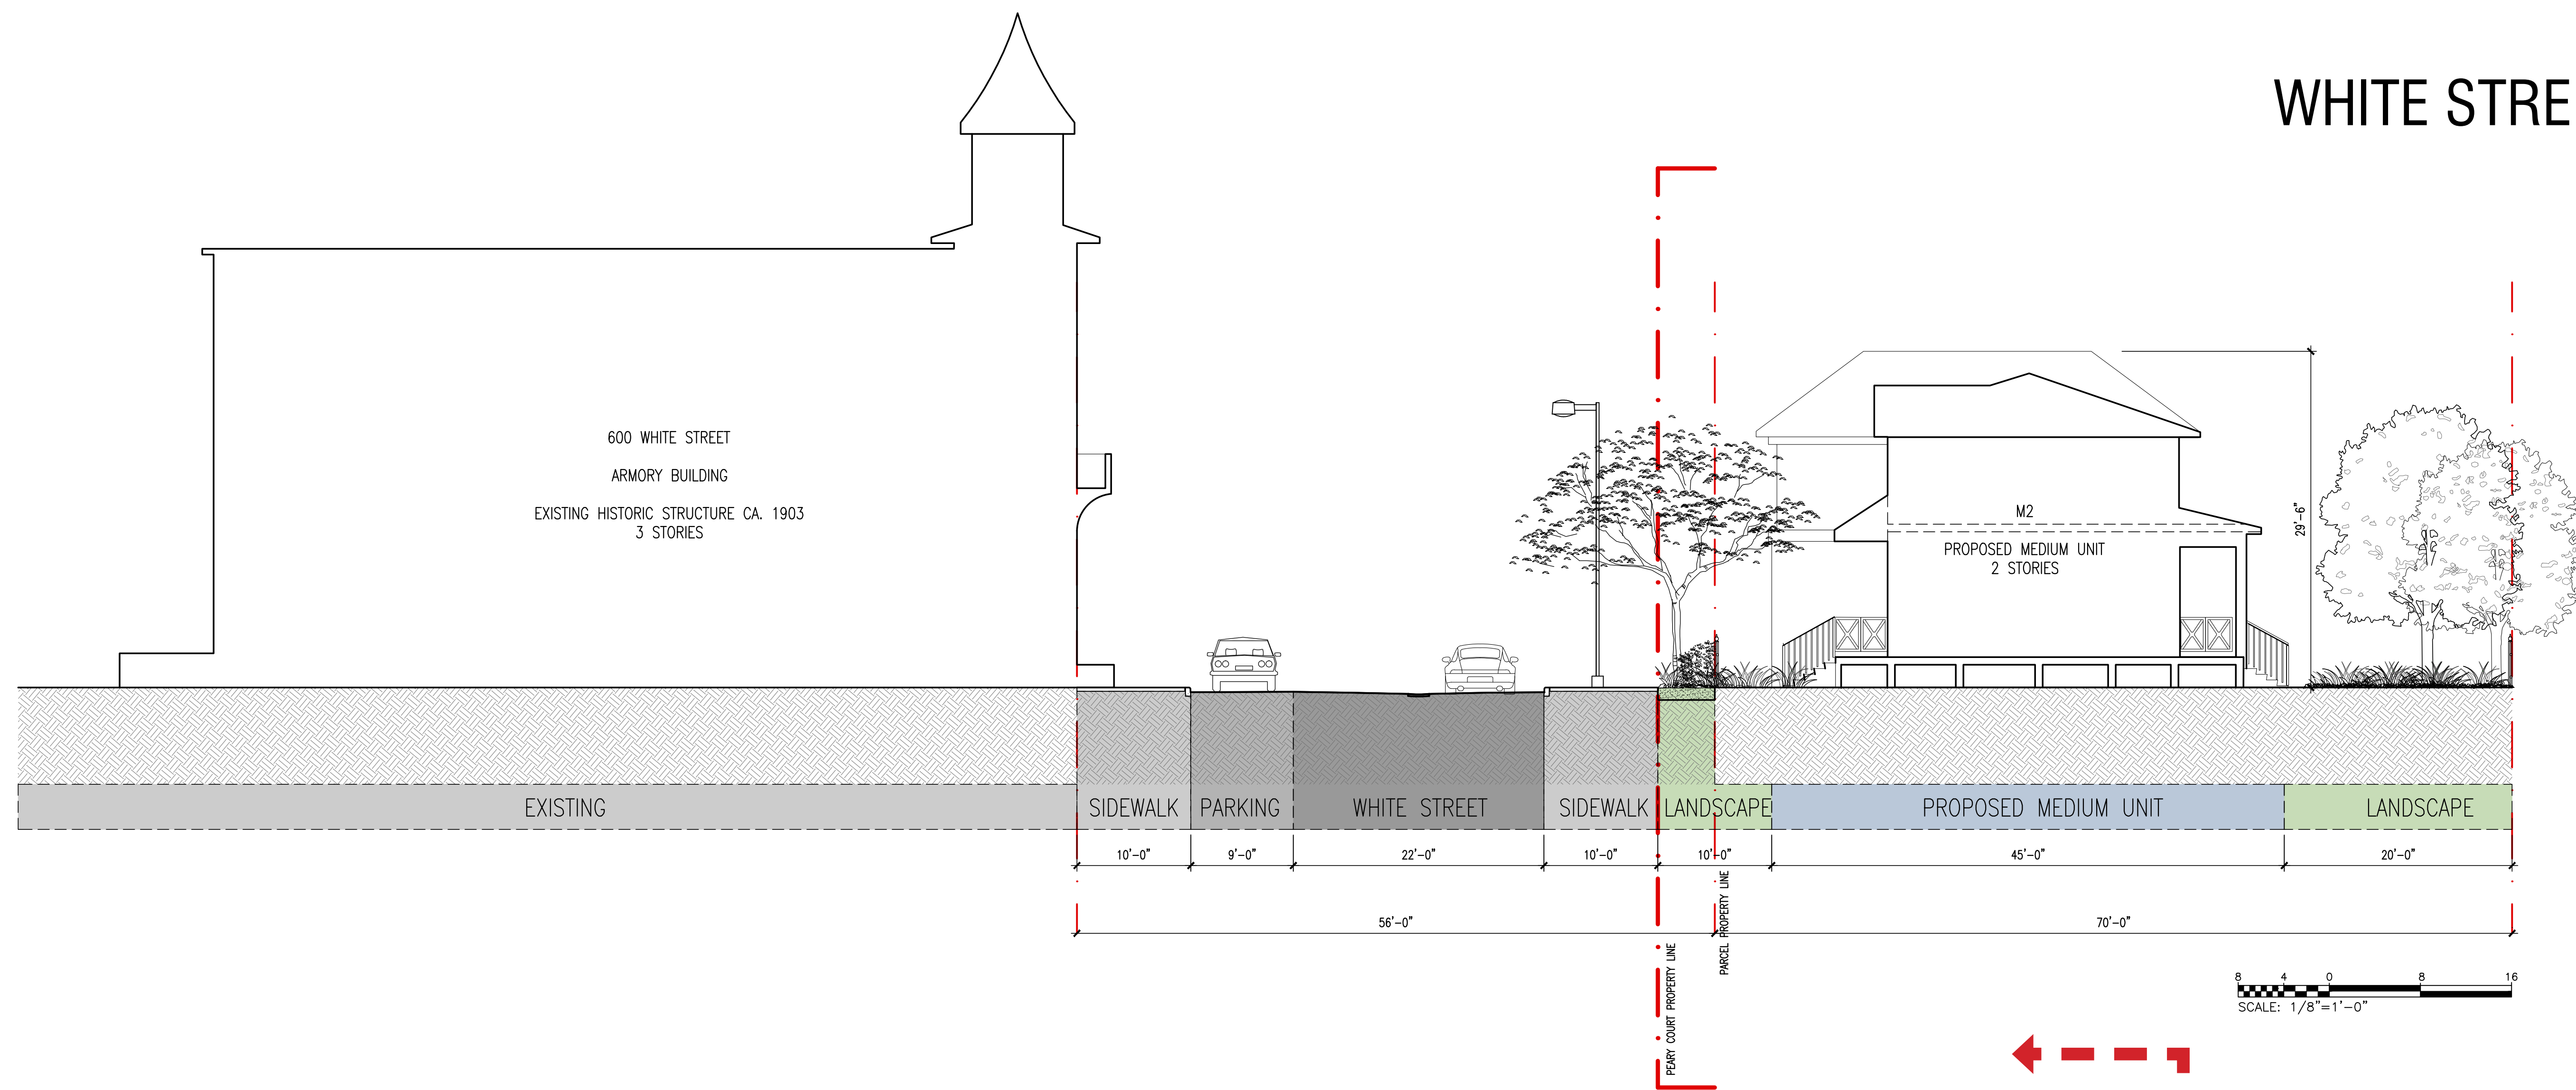 WHITE STRE
600 WHITE STREET
ARMORY BUILDING
EXISTING HISTORIC STRUCTURE CA. 1903
3 STORIES
M2
PROPOSED MEDIUM UNIT
2 STORIES
29'-6"
EXISTING
SIDEWALK
PARKING
WHITE STREET
SIDEWALK
LANDSCAPE
PROPOSED MEDIUM UNIT
LANDSCAPE
10'-0"
9'-0"
22'-0"
10'-0"
10'-0"
45'-0"
20'-0"
56'-0"
70'-0"
PARCEL PROPERTY LINE
PEARY COURT PROPERTY LINE
8 4 0 8 16
SCALE: 1/8"=1'-0"